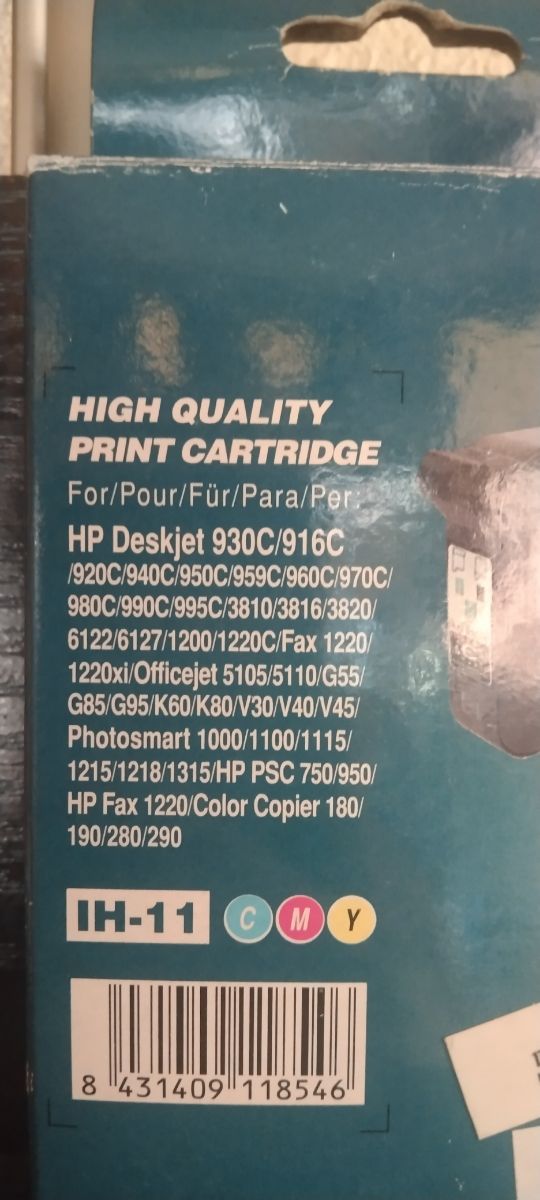 HIGH QUALITY
PRINT CARTRIDGE
For/Pour/Für/Para/Per:
HP Deskjet 930C/916C
/920C/940C/950C/959C/960C/970C/
980C/990C/995C/3810/3816/3820/
6122/6127/1200/1220C/Fax 1220/
1220xi/Officejet 5105/5110/G55/
G85/G95/K60/K80/V30/V40/V45/
Photosmart 1000/1100/1115/
1215/1218/1315/HP PSC 750/950/
HP Fax 1220/Color Copier 180/
190/280/290
IH-11 C M Y
8 431409 118546